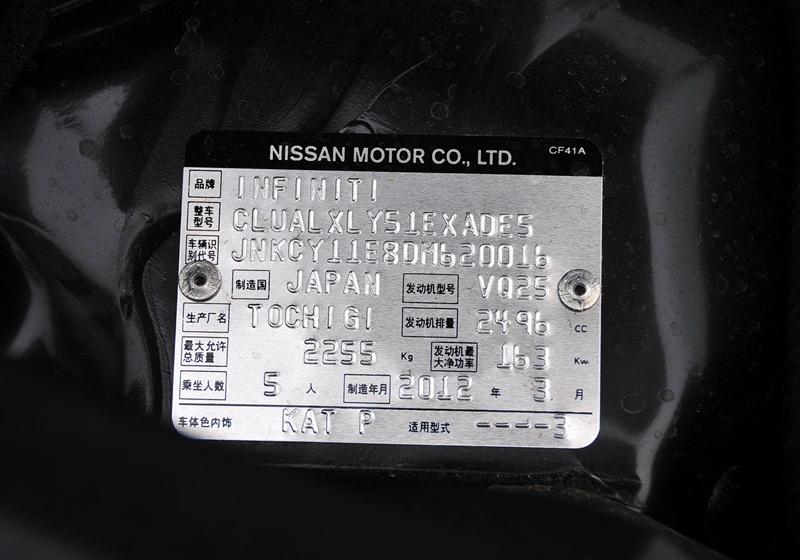 NISSAN MOTOR CO., LTD. CF41A
品牌 INFINITI
整车型号 CLUALXLY51EXADE5
车辆识别代号 JNKCY11E8DM620016
制造国 JAPAN 发动机型号 VQ25
生产厂名 TOCHIGI 发动机排量 2496 CC
最大允许总质量 2255 Kg 发动机最大净功率 163 Kw
乘坐人数 5 人 制造年月 2012 年 3 月
车体色内饰 KAT P 适用型式 ----3